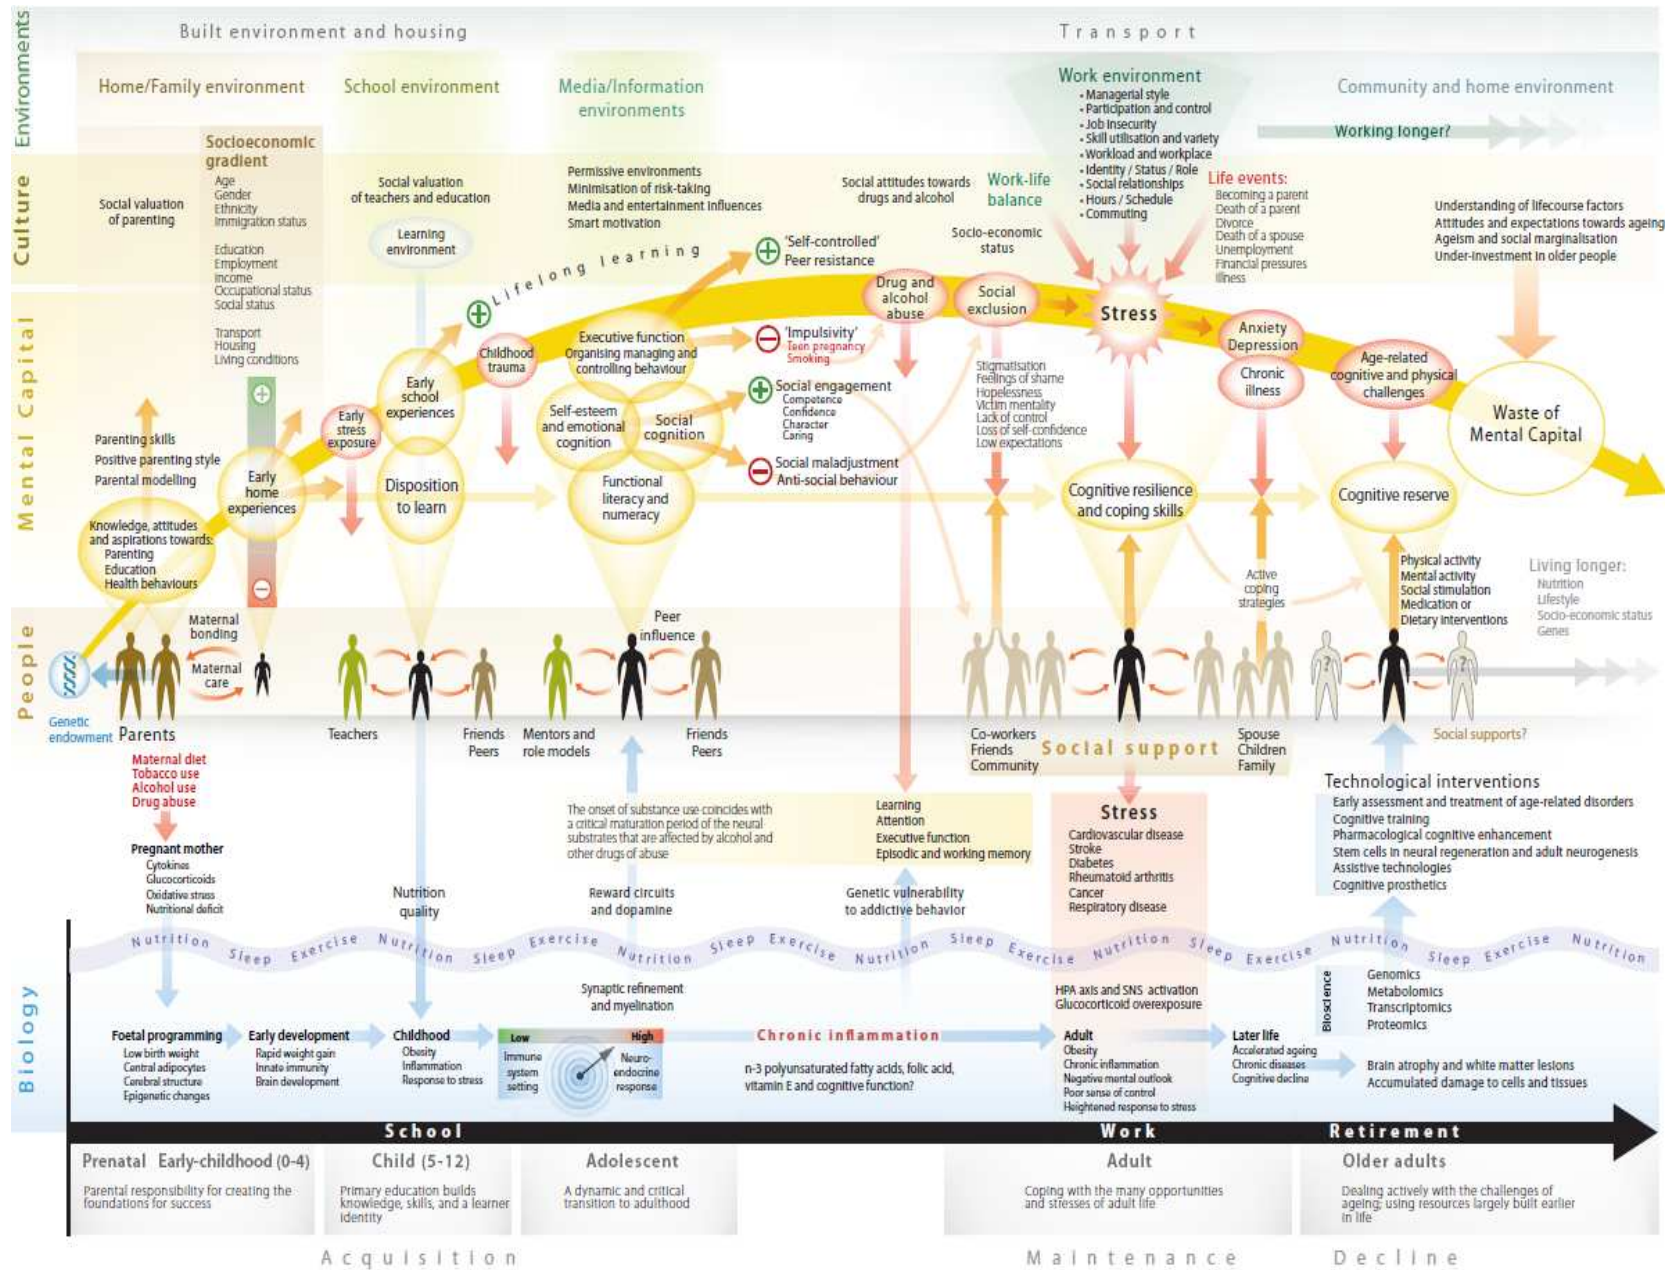 Environments
Built environment and housing
Transport
Home/Family environment
School environment
Media/Information
environments
Work environment
• Managerial style
• Participation and control
• Job insecurity
• Skill utilisation and variety
• Workload and workplace
• Identity / Status / Role
• Social relationships
• Hours / Schedule
• Commuting
Community and home environment
Working longer?
Culture
Social valuation
of parenting
Socioeconomic
gradient
Age
Gender
Ethnicity
Immigration status
Education
Employment
Income
Occupational status
Social status
Transport
Housing
Living conditions
Social valuation
of teachers and education
Learning
environment
Permissive environments
Minimisation of risk-taking
Media and entertainment influences
Smart motivation
Social attitudes towards
drugs and alcohol
Work-life
balance
Socio-economic
status
Life events:
Becoming a parent
Death of a parent
Divorce
Death of a spouse
Unemployment
Financial pressures
Illness
Understanding of lifecourse factors
Attitudes and expectations towards ageing
Ageism and social marginalisation
Under-investment in older people
Mental Capital
Lifelong learning
'Self-controlled'
Peer resistance
'Impulsivity'
Teen pregnancy
Smoking
Social engagement
Competence
Confidence
Character
Caring
Social maladjustment
Anti-social behaviour
Parenting skills
Positive parenting style
Parental modelling
Knowledge, attitudes
and aspirations towards:
Parenting
Education
Health behaviours
Early
home
experiences
Early
stress
exposure
Early
school
experiences
Disposition
to learn
Childhood
trauma
Executive function
Organising managing and
controlling behaviour
Self-esteem
and emotional
cognition
Social
cognition
Functional
literacy and
numeracy
Drug and
alcohol
abuse
Social
exclusion
Stigmatisation
Feelings of shame
Hopelessness
Victim mentality
Lack of control
Loss of self-confidence
Low expectations
Stress
Anxiety
Depression
Chronic
illness
Age-related
cognitive and physical
challenges
Waste of
Mental Capital
Cognitive resilience
and coping skills
Cognitive reserve
Active
coping
strategies
Physical activity
Mental activity
Social stimulation
Medication or
Dietary interventions
Living longer:
Nutrition
Lifestyle
Socio-economic status
Genes
People
Genetic
endowment
Parents
Maternal
bonding
Maternal
care
Teachers
Friends
Peers
Mentors and
role models
Peer
influence
Friends
Peers
Co-workers
Friends
Community
Social support
Spouse
Children
Family
?
?
Social supports?
Maternal diet
Tobacco use
Alcohol use
Drug abuse
Pregnant mother
Cytokines
Glucocorticoids
Oxidative stress
Nutritional deficit
Nutrition
quality
The onset of substance use coincides with
a critical maturation period of the neural
substrates that are affected by alcohol and
other drugs of abuse
Learning
Attention
Executive function
Episodic and working memory
Reward circuits
and dopamine
Genetic vulnerability
to addictive behavior
Stress
Cardiovascular disease
Stroke
Diabetes
Rheumatoid arthritis
Cancer
Respiratory disease
Technological interventions
Early assessment and treatment of age-related disorders
Cognitive training
Pharmacological cognitive enhancement
Stem cells in neural regeneration and adult neurogenesis
Assistive technologies
Cognitive prosthetics
Nutrition Sleep Exercise Nutrition Sleep Exercise Nutrition Sleep Exercise Nutrition Sleep Exercise Nutrition Sleep Exercise Nutrition Sleep Exercise Nutrition
Biology
Synaptic refinement
and myelination
HPA axis and SNS activation
Glucocorticoid overexposure
Bioscience
Genomics
Metabolomics
Transcriptomics
Proteomics
Foetal programming
Low birth weight
Central adipocytes
Cerebral structure
Epigenetic changes
Early development
Rapid weight gain
Innate immunity
Brain development
Childhood
Obesity
Inflammation
Response to stress
Low
High
Immune
system
setting
Neuro-
endocrine
response
Chronic inflammation
n-3 polyunsaturated fatty acids, folic acid,
vitamin E and cognitive function?
Adult
Obesity
Chronic inflammation
Negative mental outlook
Poor sense of control
Heightened response to stress
Later life
Accelerated ageing
Chronic diseases
Cognitive decline
Brain atrophy and white matter lesions
Accumulated damage to cells and tissues
School
Work
Retirement
Prenatal Early-childhood (0-4)
Parental responsibility for creating the
foundations for success
Child (5-12)
Primary education builds
knowledge, skills, and a learner
identity
Adolescent
A dynamic and critical
transition to adulthood
Adult
Coping with the many opportunities
and stresses of adult life
Older adults
Dealing actively with the challenges of
ageing; using resources largely built earlier
in life
Acquisition
Maintenance
Decline